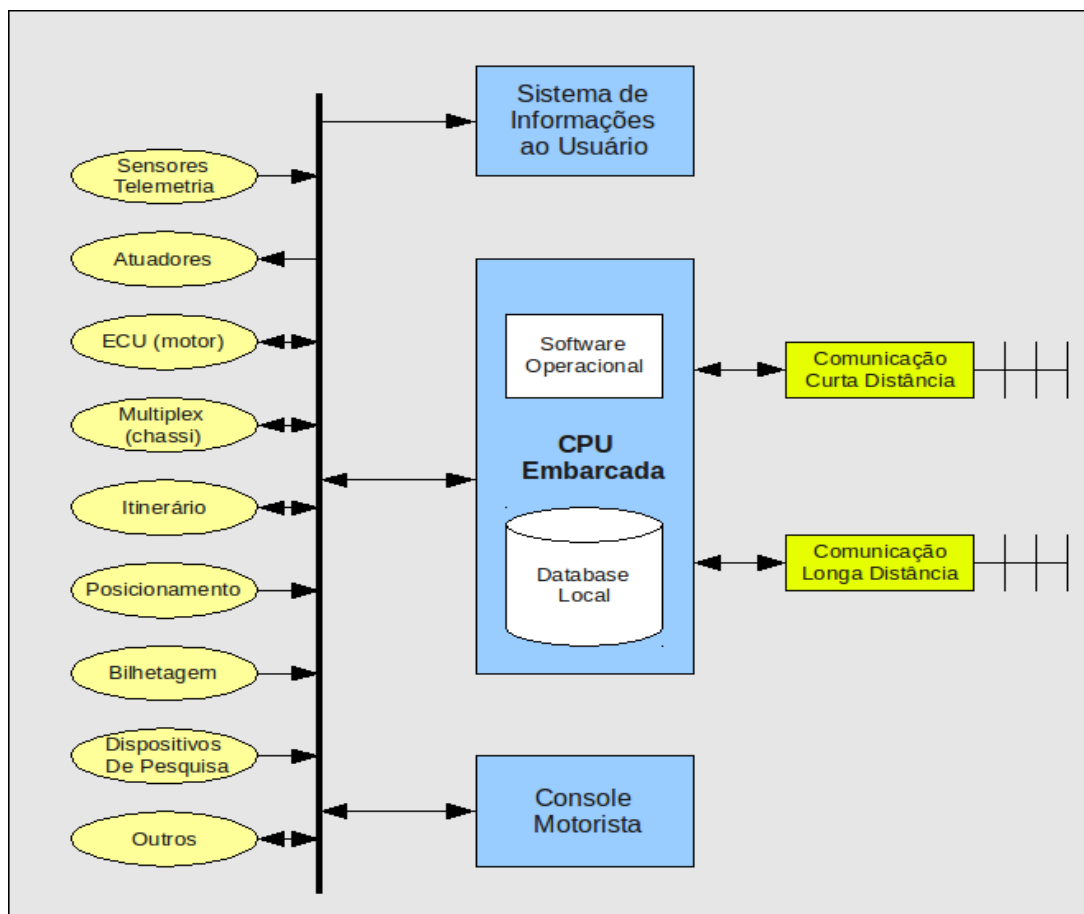 Sistema de
Informações
ao Usuário
Sensores
Telemetria
Atuadores
ECU (motor)
Multiplex
(chassi)
Itinerário
Posicionamento
Bilhetagem
Dispositivos
De Pesquisa
Outros
Software
Operacional
CPU
Embarcada
Database
Local
Comunicação
Curta Distância
Comunicação
Longa Distância
Console
Motorista